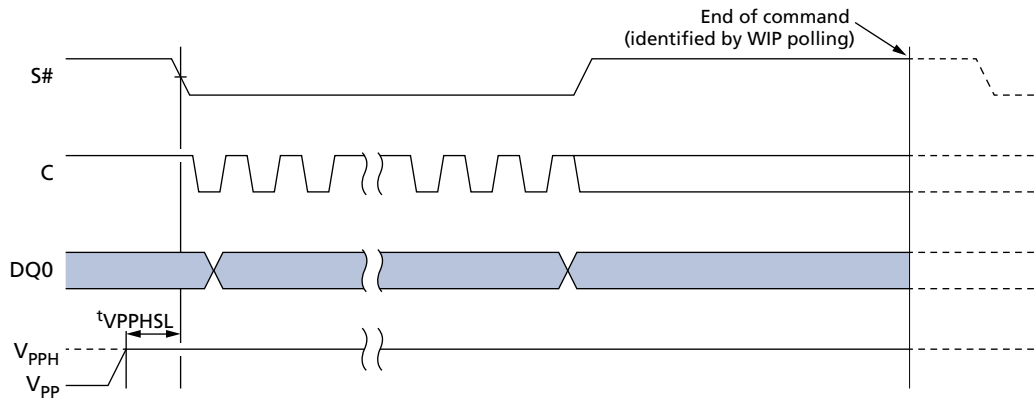 End of command
(identified by WIP polling)
S#
C
DQ0
tVPPHSL
VPPH
VPP